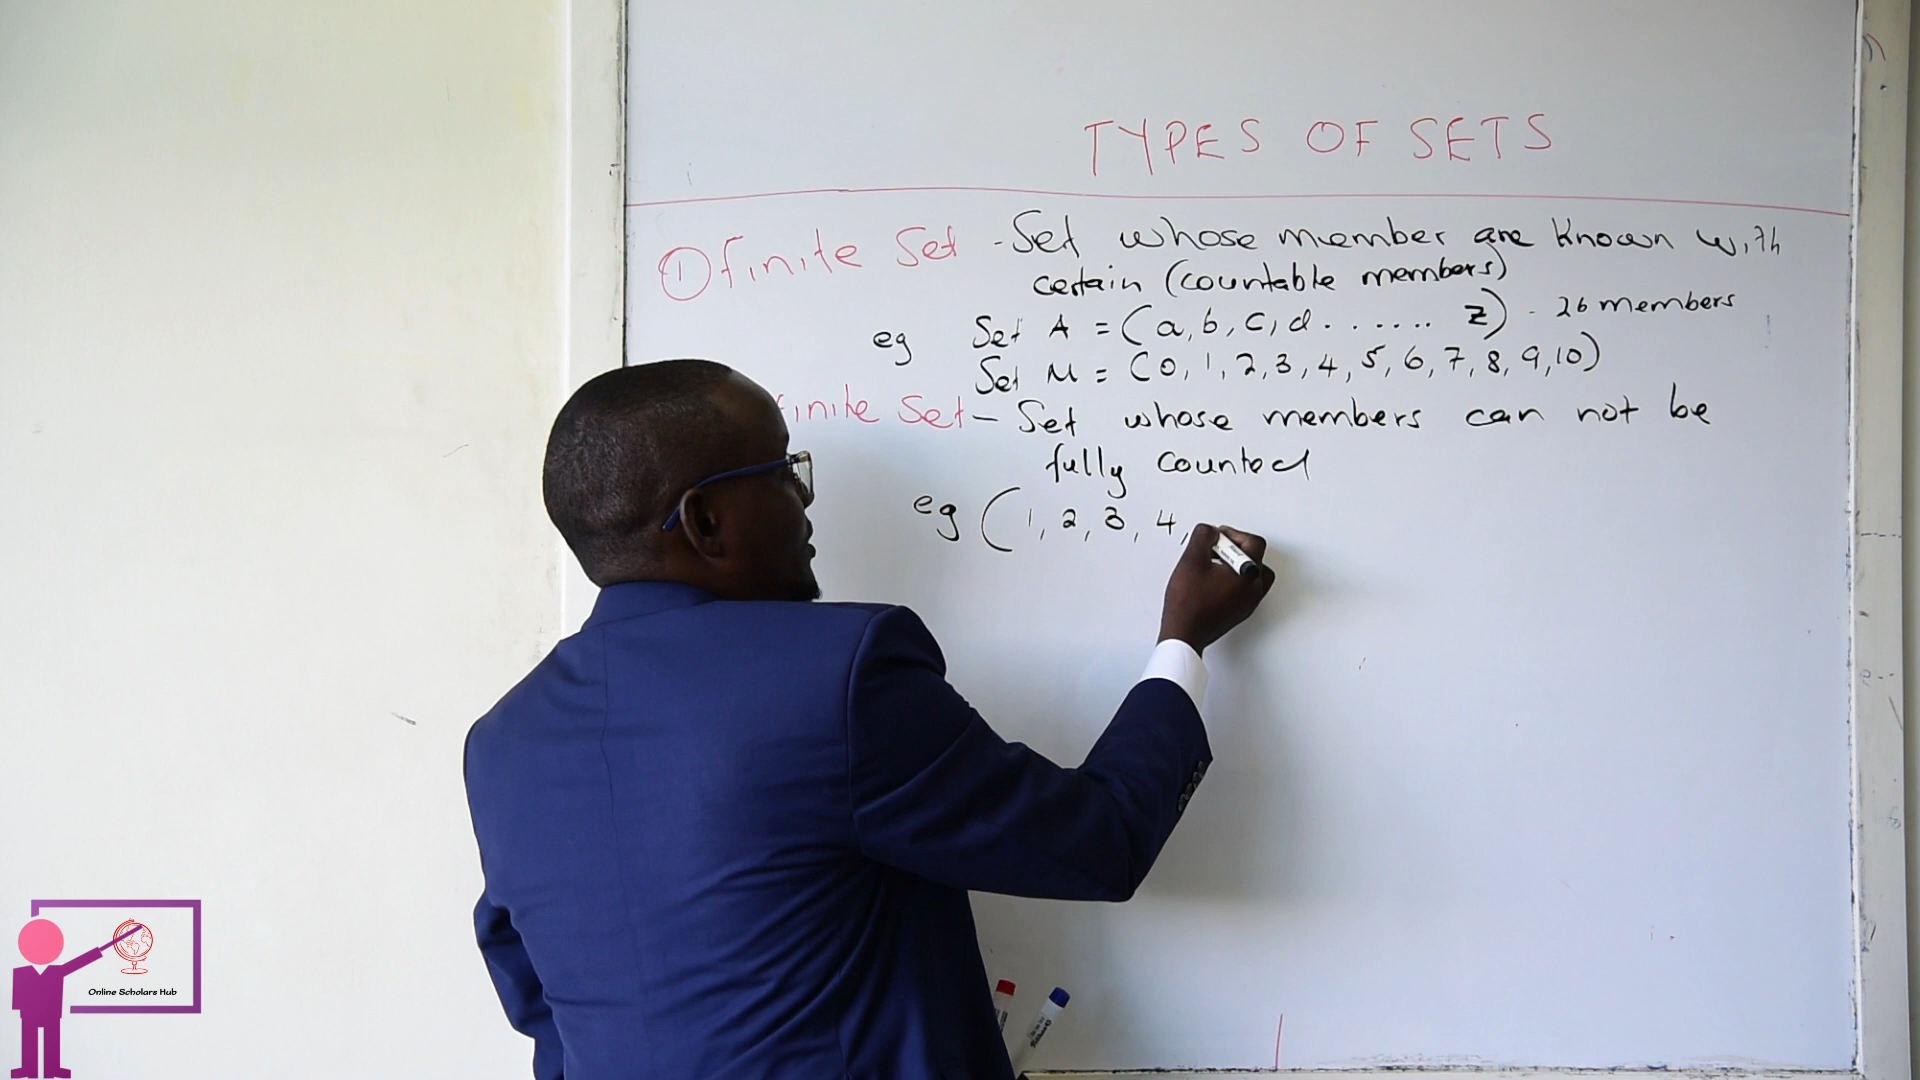 TYPES OF SETS
① finite Set - Set whose member are known with
certain (countable members)
eg Set A = (a, b, c, d ....... z) - 26 members
Set M = (0, 1, 2, 3, 4, 5, 6, 7, 8, 9, 10)
finite Set - Set whose members can not be
fully counted
eg (1, 2, 3, 4,
Online Scholars Hub